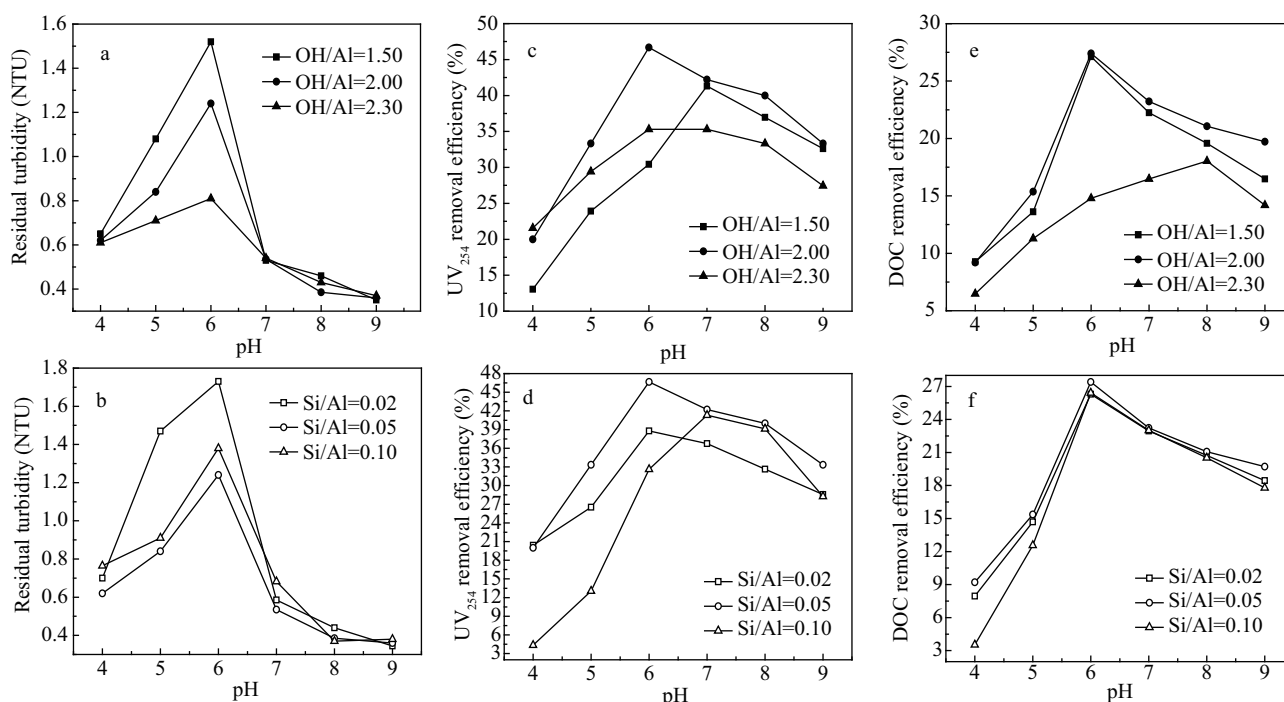 a
OH/Al=1.50
OH/Al=2.00
OH/Al=2.30
Residual turbidity (NTU)
1.6
1.4
1.2
1.0
0.8
0.6
0.4
4 5 6 7 8 9
pH
c
OH/Al=1.50
OH/Al=2.00
OH/Al=2.30
UV254 removal efficiency (%)
50
45
40
35
30
25
20
15
10
4 5 6 7 8 9
pH
e
OH/Al=1.50
OH/Al=2.00
OH/Al=2.30
DOC removal efficiency (%)
30
25
20
15
10
5
4 5 6 7 8 9
pH
b
Si/Al=0.02
Si/Al=0.05
Si/Al=0.10
Residual turbidity (NTU)
1.8
1.6
1.4
1.2
1.0
0.8
0.6
0.4
4 5 6 7 8 9
pH
d
Si/Al=0.02
Si/Al=0.05
Si/Al=0.10
UV254 removal efficiency (%)
48
45
42
39
36
33
30
27
24
21
18
15
12
9
6
3
4 5 6 7 8 9
pH
f
Si/Al=0.02
Si/Al=0.05
Si/Al=0.10
DOC removal efficiency (%)
27
24
21
18
15
12
9
6
3
4 5 6 7 8 9
pH